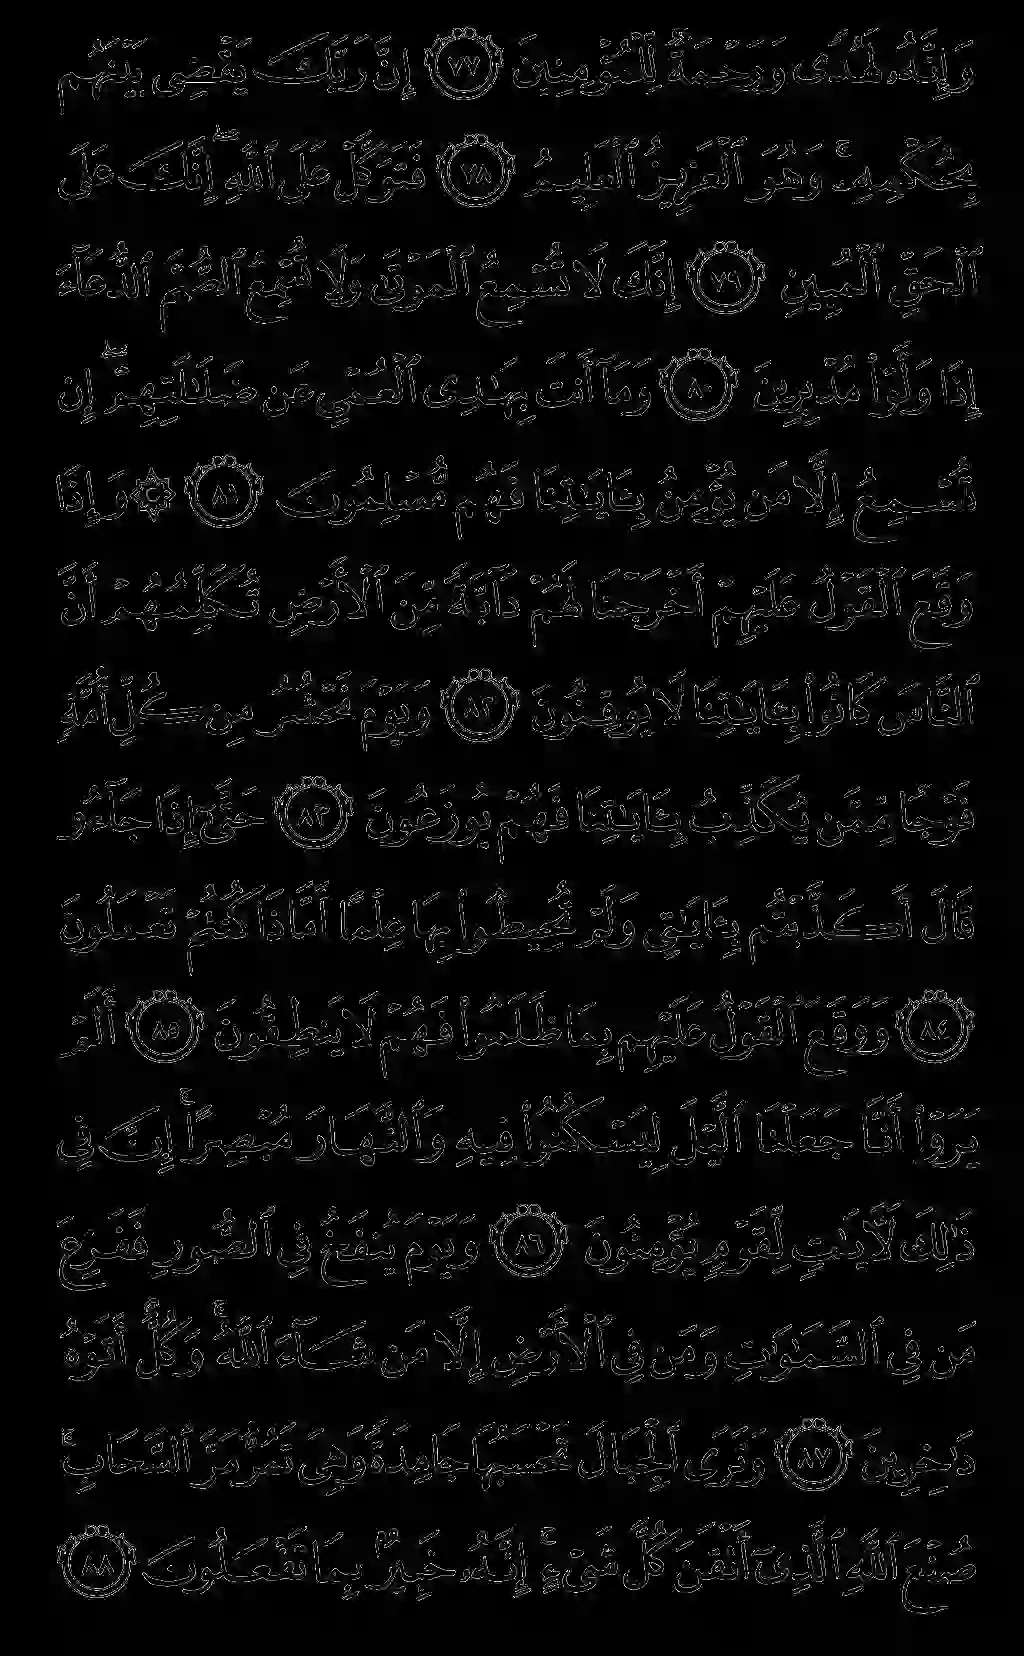 وَإِنَّهُۥ لَهُدًى وَرَحْمَةٌ لِّلْمُؤْمِنِينَ ٧٧ إِنَّ رَبَّكَ يَقْضِى بَيْنَهُم
بِحُكْمِهِۦ ۚ وَهُوَ ٱلْعَزِيزُ ٱلْعَلِيمُ ٧٨ فَتَوَكَّلْ عَلَى ٱللَّهِ ۖ إِنَّكَ عَلَى
ٱلْحَقِّ ٱلْمُبِينِ ٧٩ إِنَّكَ لَا تُسْمِعُ ٱلْمَوْتَىٰ وَلَا تُسْمِعُ ٱلصُّمَّ ٱلدُّعَآءَ
إِذَا وَلَّوْا۟ مُدْبِرِينَ ٨٠ وَمَآ أَنتَ بِهَـٰدِى ٱلْعُمْىِ عَن ضَلَـٰلَتِهِمْ ۖ إِن
تُسْمِعُ إِلَّا مَن يُؤْمِنُ بِـَٔايَـٰتِنَا فَهُم مُّسْلِمُونَ ٨١ ۞ وَإِذَا
وَقَعَ ٱلْقَوْلُ عَلَيْهِمْ أَخْرَجْنَا لَهُمْ دَآبَّةً مِّنَ ٱلْأَرْضِ تُكَلِّمُهُمْ أَنَّ
ٱلنَّاسَ كَانُوا۟ بِـَٔايَـٰتِنَا لَا يُوقِنُونَ ٨٢ وَيَوْمَ نَحْشُرُ مِن كُلِّ أُمَّةٍ
فَوْجًا مِّمَّن يُكَذِّبُ بِـَٔايَـٰتِنَا فَهُمْ يُوزَعُونَ ٨٣ حَتَّىٰٓ إِذَا جَآءُو
قَالَ أَكَذَّبْتُم بِـَٔايَـٰتِى وَلَمْ تُحِيطُوا۟ بِهَا عِلْمًا أَمَّاذَا كُنتُمْ تَعْمَلُونَ
٨٤ وَوَقَعَ ٱلْقَوْلُ عَلَيْهِم بِمَا ظَلَمُوا۟ فَهُمْ لَا يَنطِقُونَ ٨٥ أَلَمْ
يَرَوْا۟ أَنَّا جَعَلْنَا ٱلَّيْلَ لِيَسْكُنُوا۟ فِيهِ وَٱلنَّهَارَ مُبْصِرًا ۚ إِنَّ فِى
ذَٰلِكَ لَـَٔايَـٰتٍ لِّقَوْمٍ يُؤْمِنُونَ ٨٦ وَيَوْمَ يُنفَخُ فِى ٱلصُّورِ فَفَزِعَ
مَن فِى ٱلسَّمَـٰوَٰتِ وَمَن فِى ٱلْأَرْضِ إِلَّا مَن شَآءَ ٱللَّهُ ۚ وَكُلٌّ أَتَوْهُ
دَٰخِرِينَ ٨٧ وَتَرَى ٱلْجِبَالَ تَحْسَبُهَا جَامِدَةً وَهِىَ تَمُرُّ مَرَّ ٱلسَّحَابِ ۚ
صُنْعَ ٱللَّهِ ٱلَّذِىٓ أَتْقَنَ كُلَّ شَىْءٍ ۚ إِنَّهُۥ خَبِيرٌۢ بِمَا تَفْعَلُونَ ٨٨